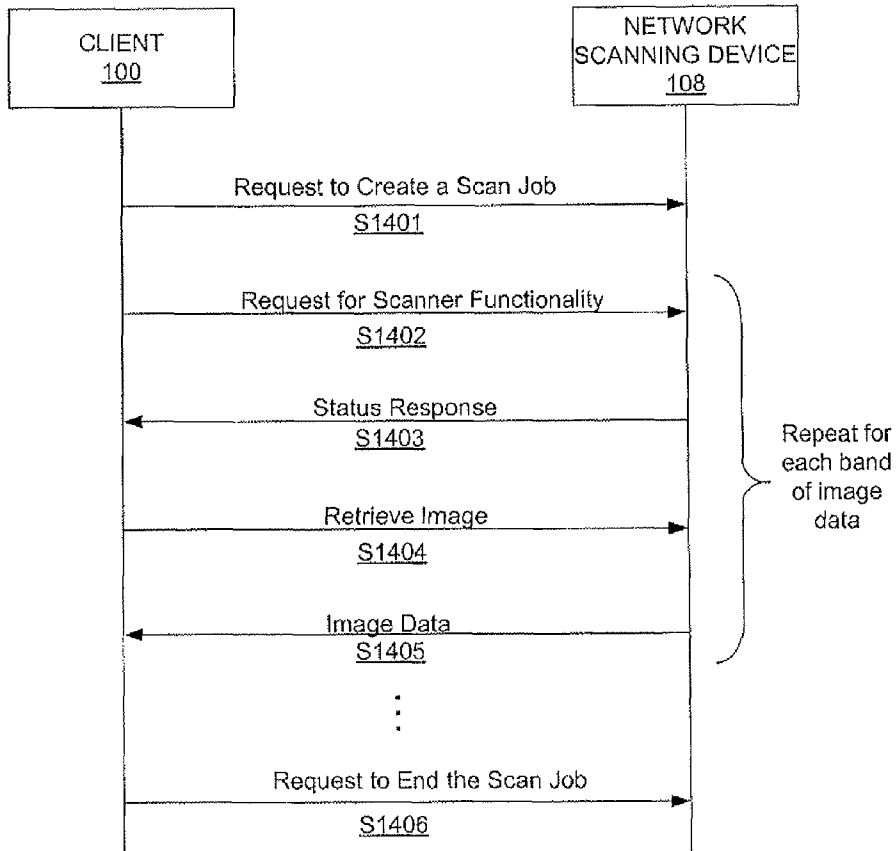 CLIENT
100
NETWORK
SCANNING DEVICE
108
Request to Create a Scan Job
S1401
Request for Scanner Functionality
S1402
Status Response
S1403
Retrieve Image
S1404
Image Data
S1405
Repeat for
each band
of image
data
Request to End the Scan Job
S1406